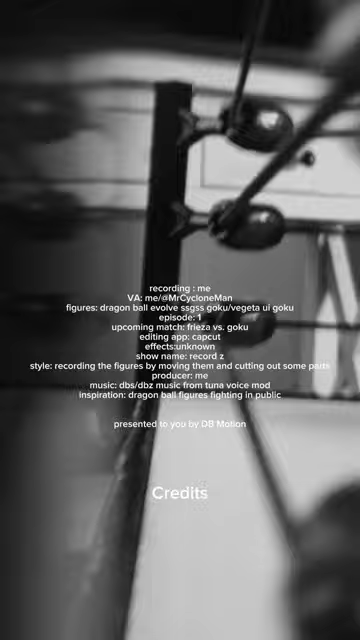 recording : me
VA: me/@MrCycloneMan
figures: dragon ball evolve ssgss goku/vegeta ui goku
episode: 1
upcoming match: frieza vs. goku
editing app: capcut
effects:unknown
show name: record z
style: recording the figures by moving them and cutting out some parts
producer: me
music: dbs/dbz music from tuna voice mod
inspiration: dragon ball figures fighting in public
presented to you by DB Motion
Credits